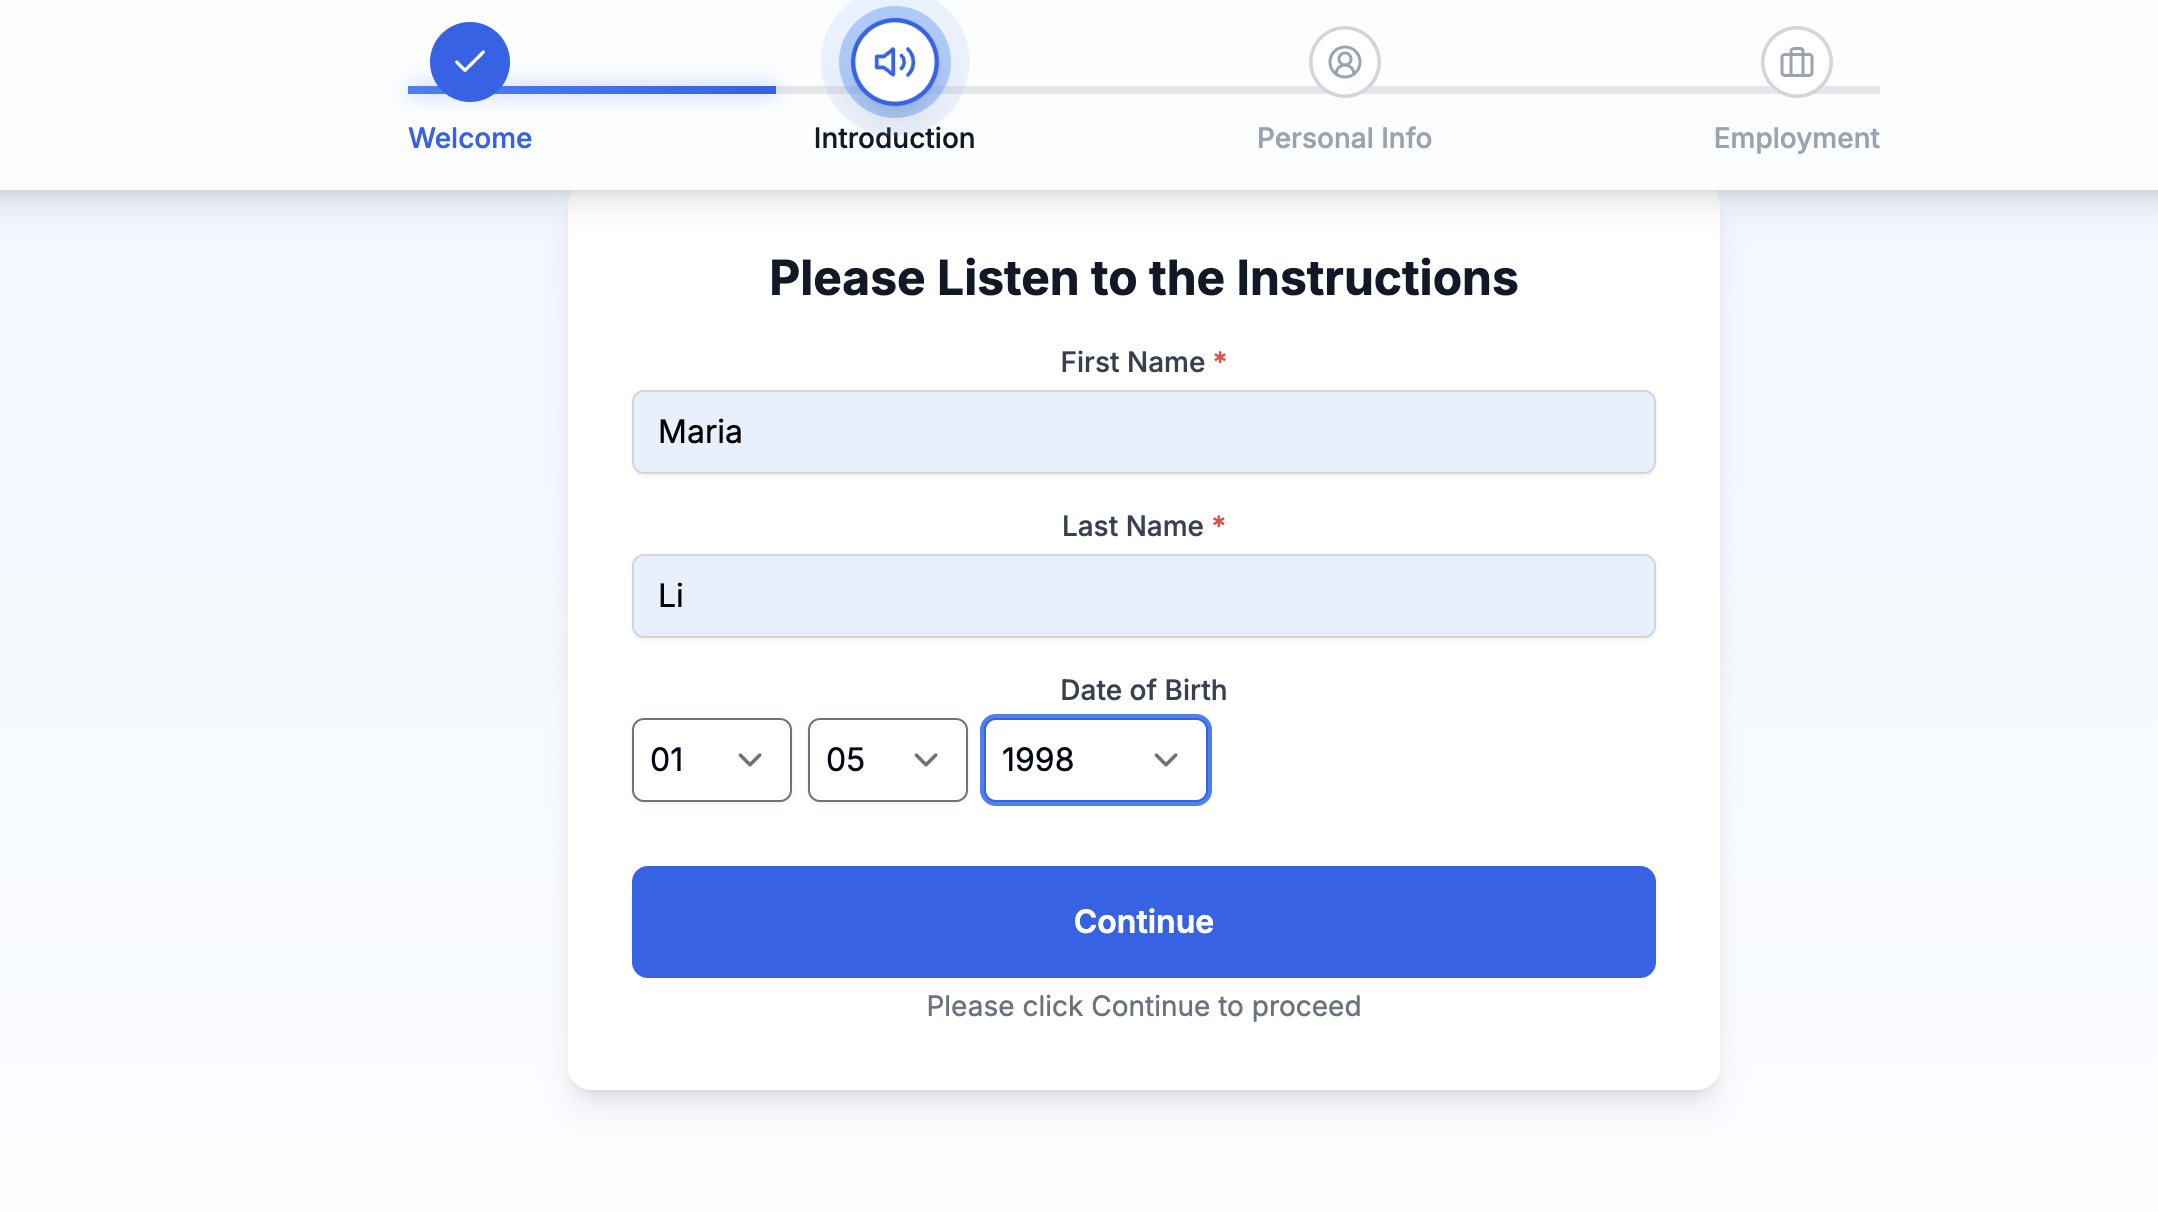 Welcome
Introduction
Personal Info
Employment
Please Listen to the Instructions
First Name *
Maria
Last Name *
Li
Date of Birth
01 05 1998
Continue
Please click Continue to proceed